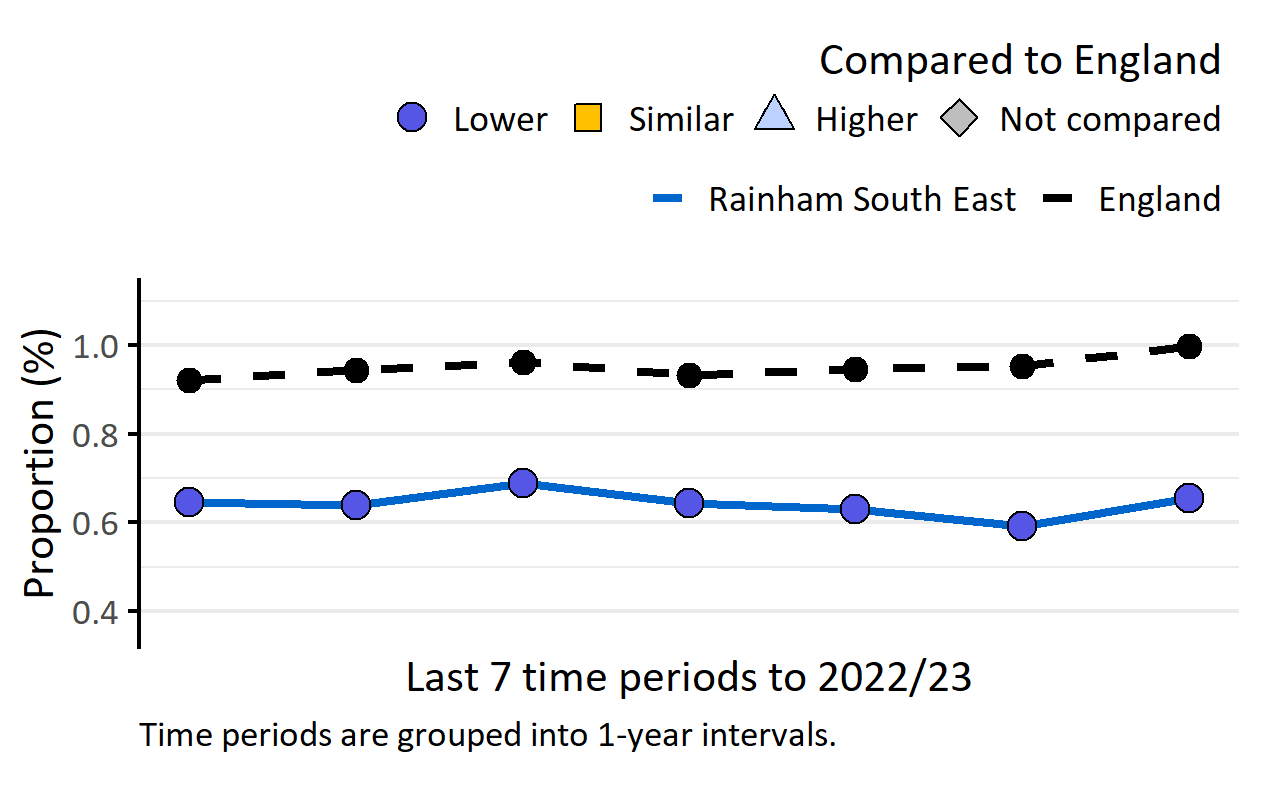 Compared to England
Lower Similar Higher Not compared
Rainham South East England
Proportion (%)
1.0
0.8
0.6
0.4
Last 7 time periods to 2022/23
Time periods are grouped into 1-year intervals.